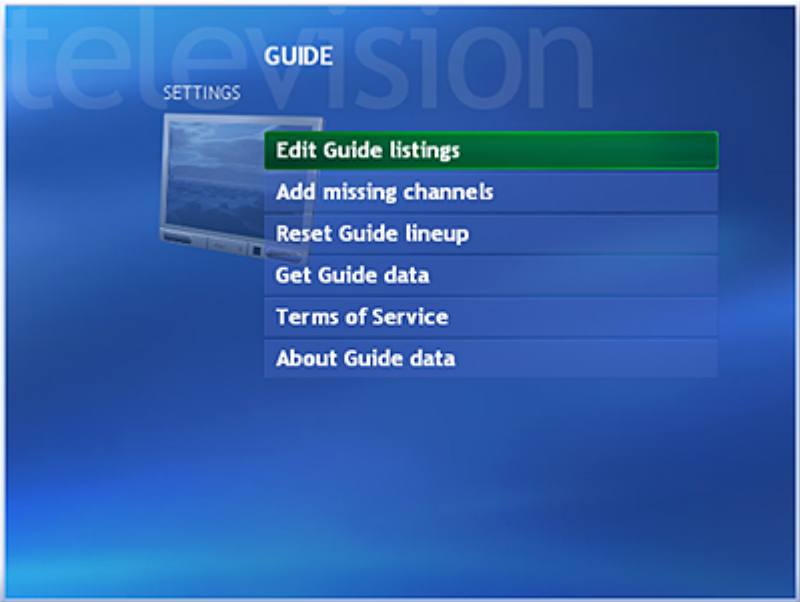 television
GUIDE
SETTINGS
Edit Guide listings
Add missing channels
Reset Guide lineup
Get Guide data
Terms of Service
About Guide data